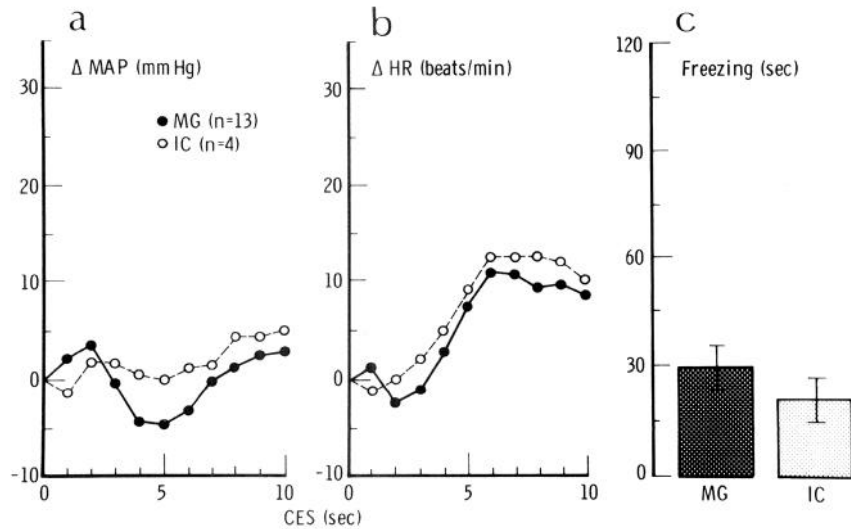 a
b
c
Δ MAP (mm Hg)
Δ HR (beats/min)
Freezing (sec)
MG (n=13)
IC (n=4)
30
20
10
0
-10
0
5
10
30
20
10
0
-10
0
5
10
CES (sec)
120
90
60
30
0
MG
IC